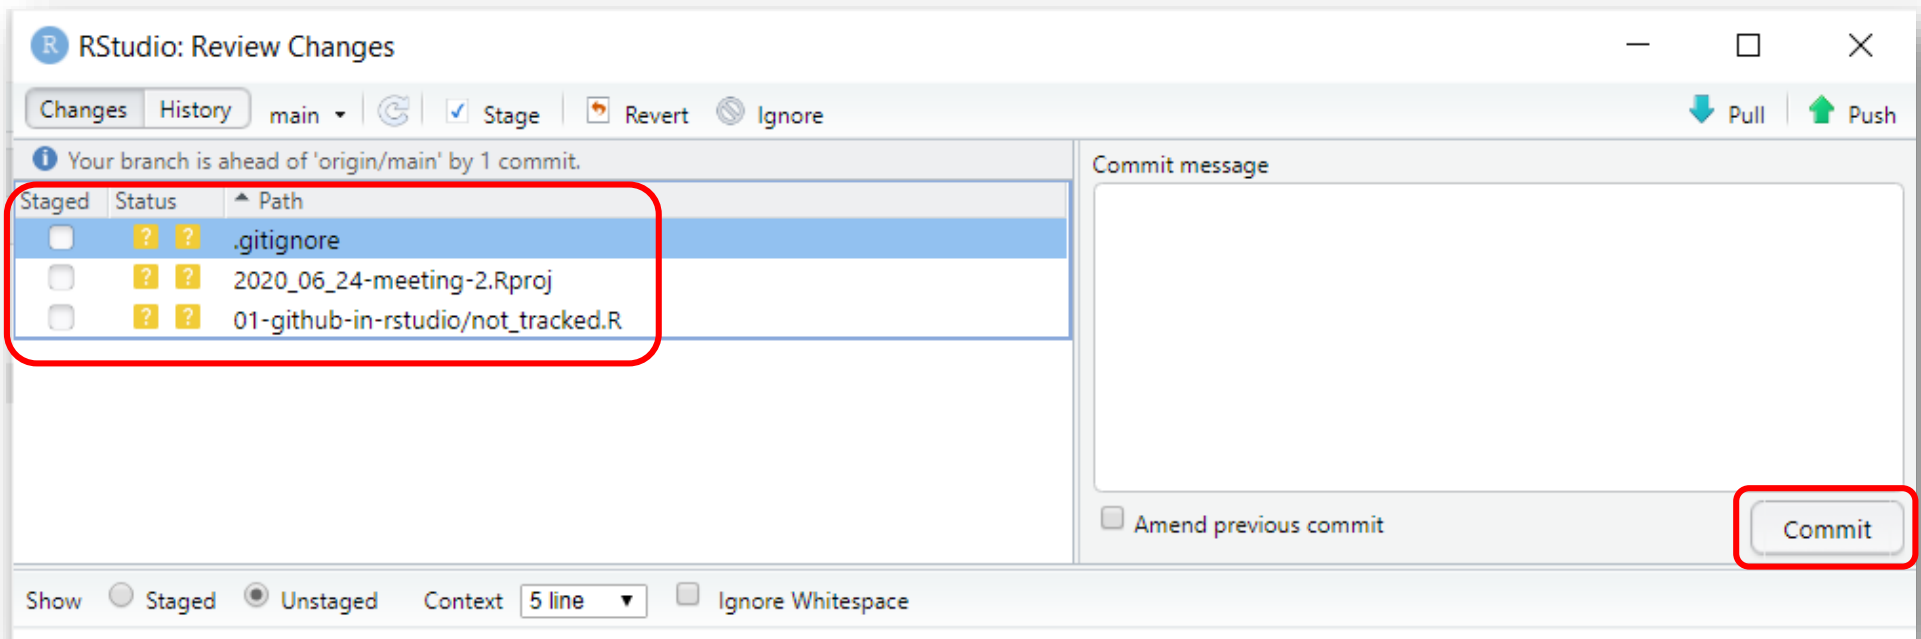 R RStudio: Review Changes
Changes History main Stage Revert Ignore Pull Push
Your branch is ahead of 'origin/main' by 1 commit.
Staged Status Path
? ? .gitignore
? ? 2020_06_24-meeting-2.Rproj
? ? 01-github-in-rstudio/not_tracked.R
Commit message
Amend previous commit
Commit
Show Staged Unstaged Context 5 line Ignore Whitespace